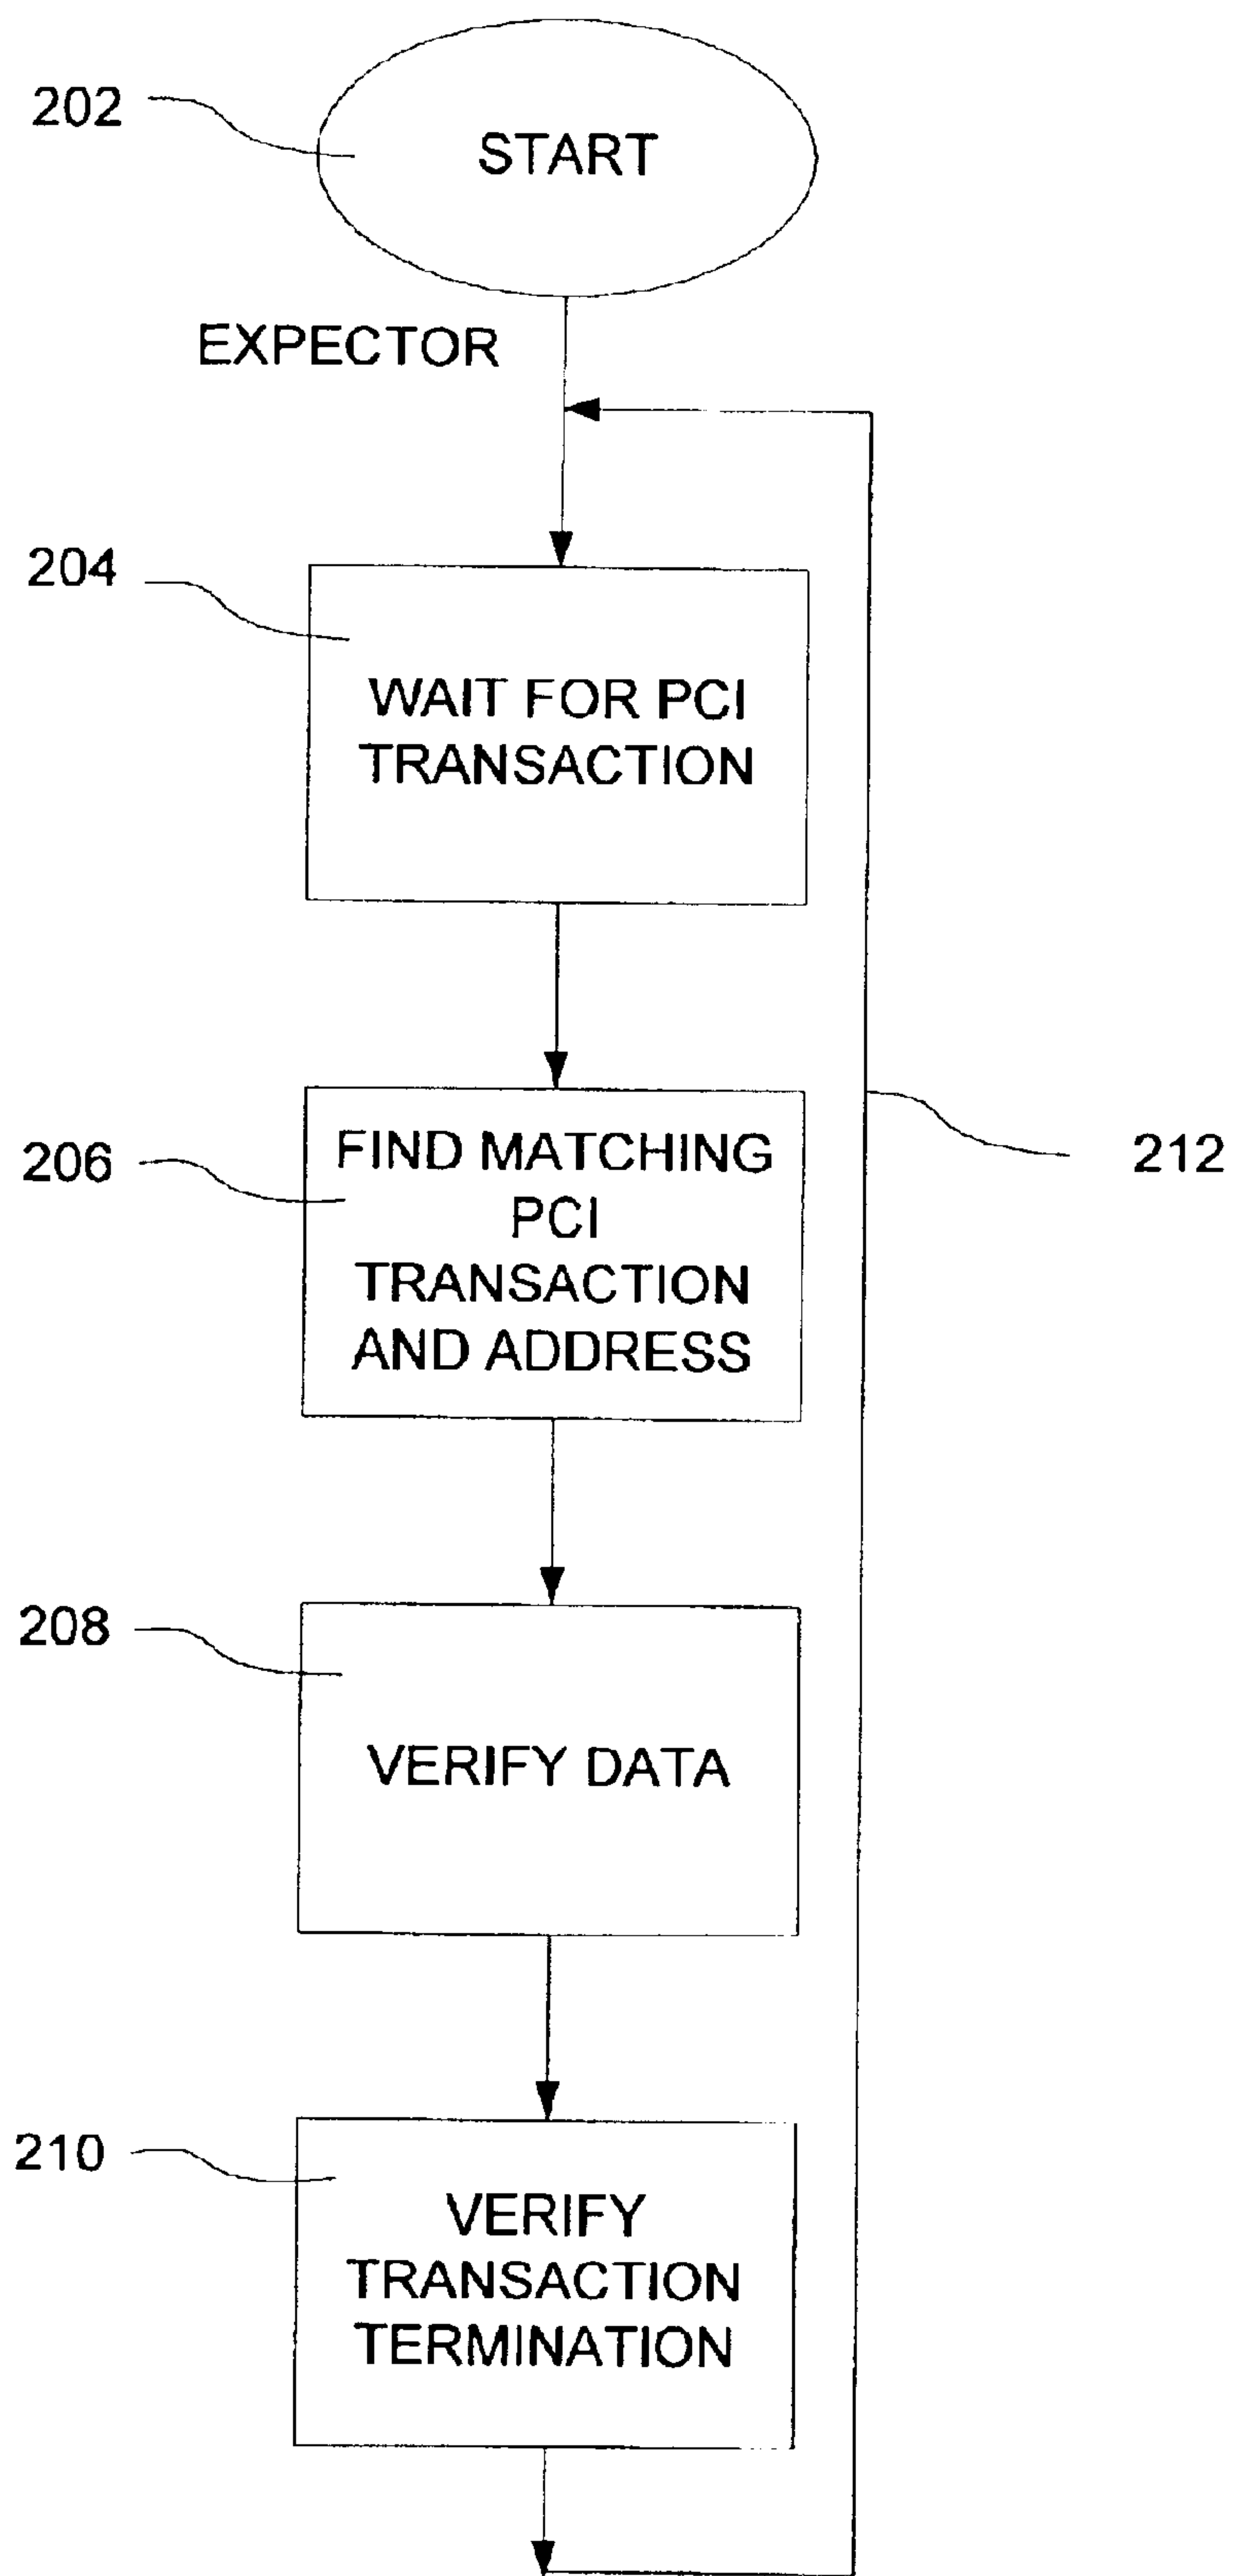 202
START
EXPECTOR
204
WAIT FOR PCI
TRANSACTION
206
FIND MATCHING
PCI
TRANSACTION
AND ADDRESS
212
208
VERIFY DATA
210
VERIFY
TRANSACTION
TERMINATION